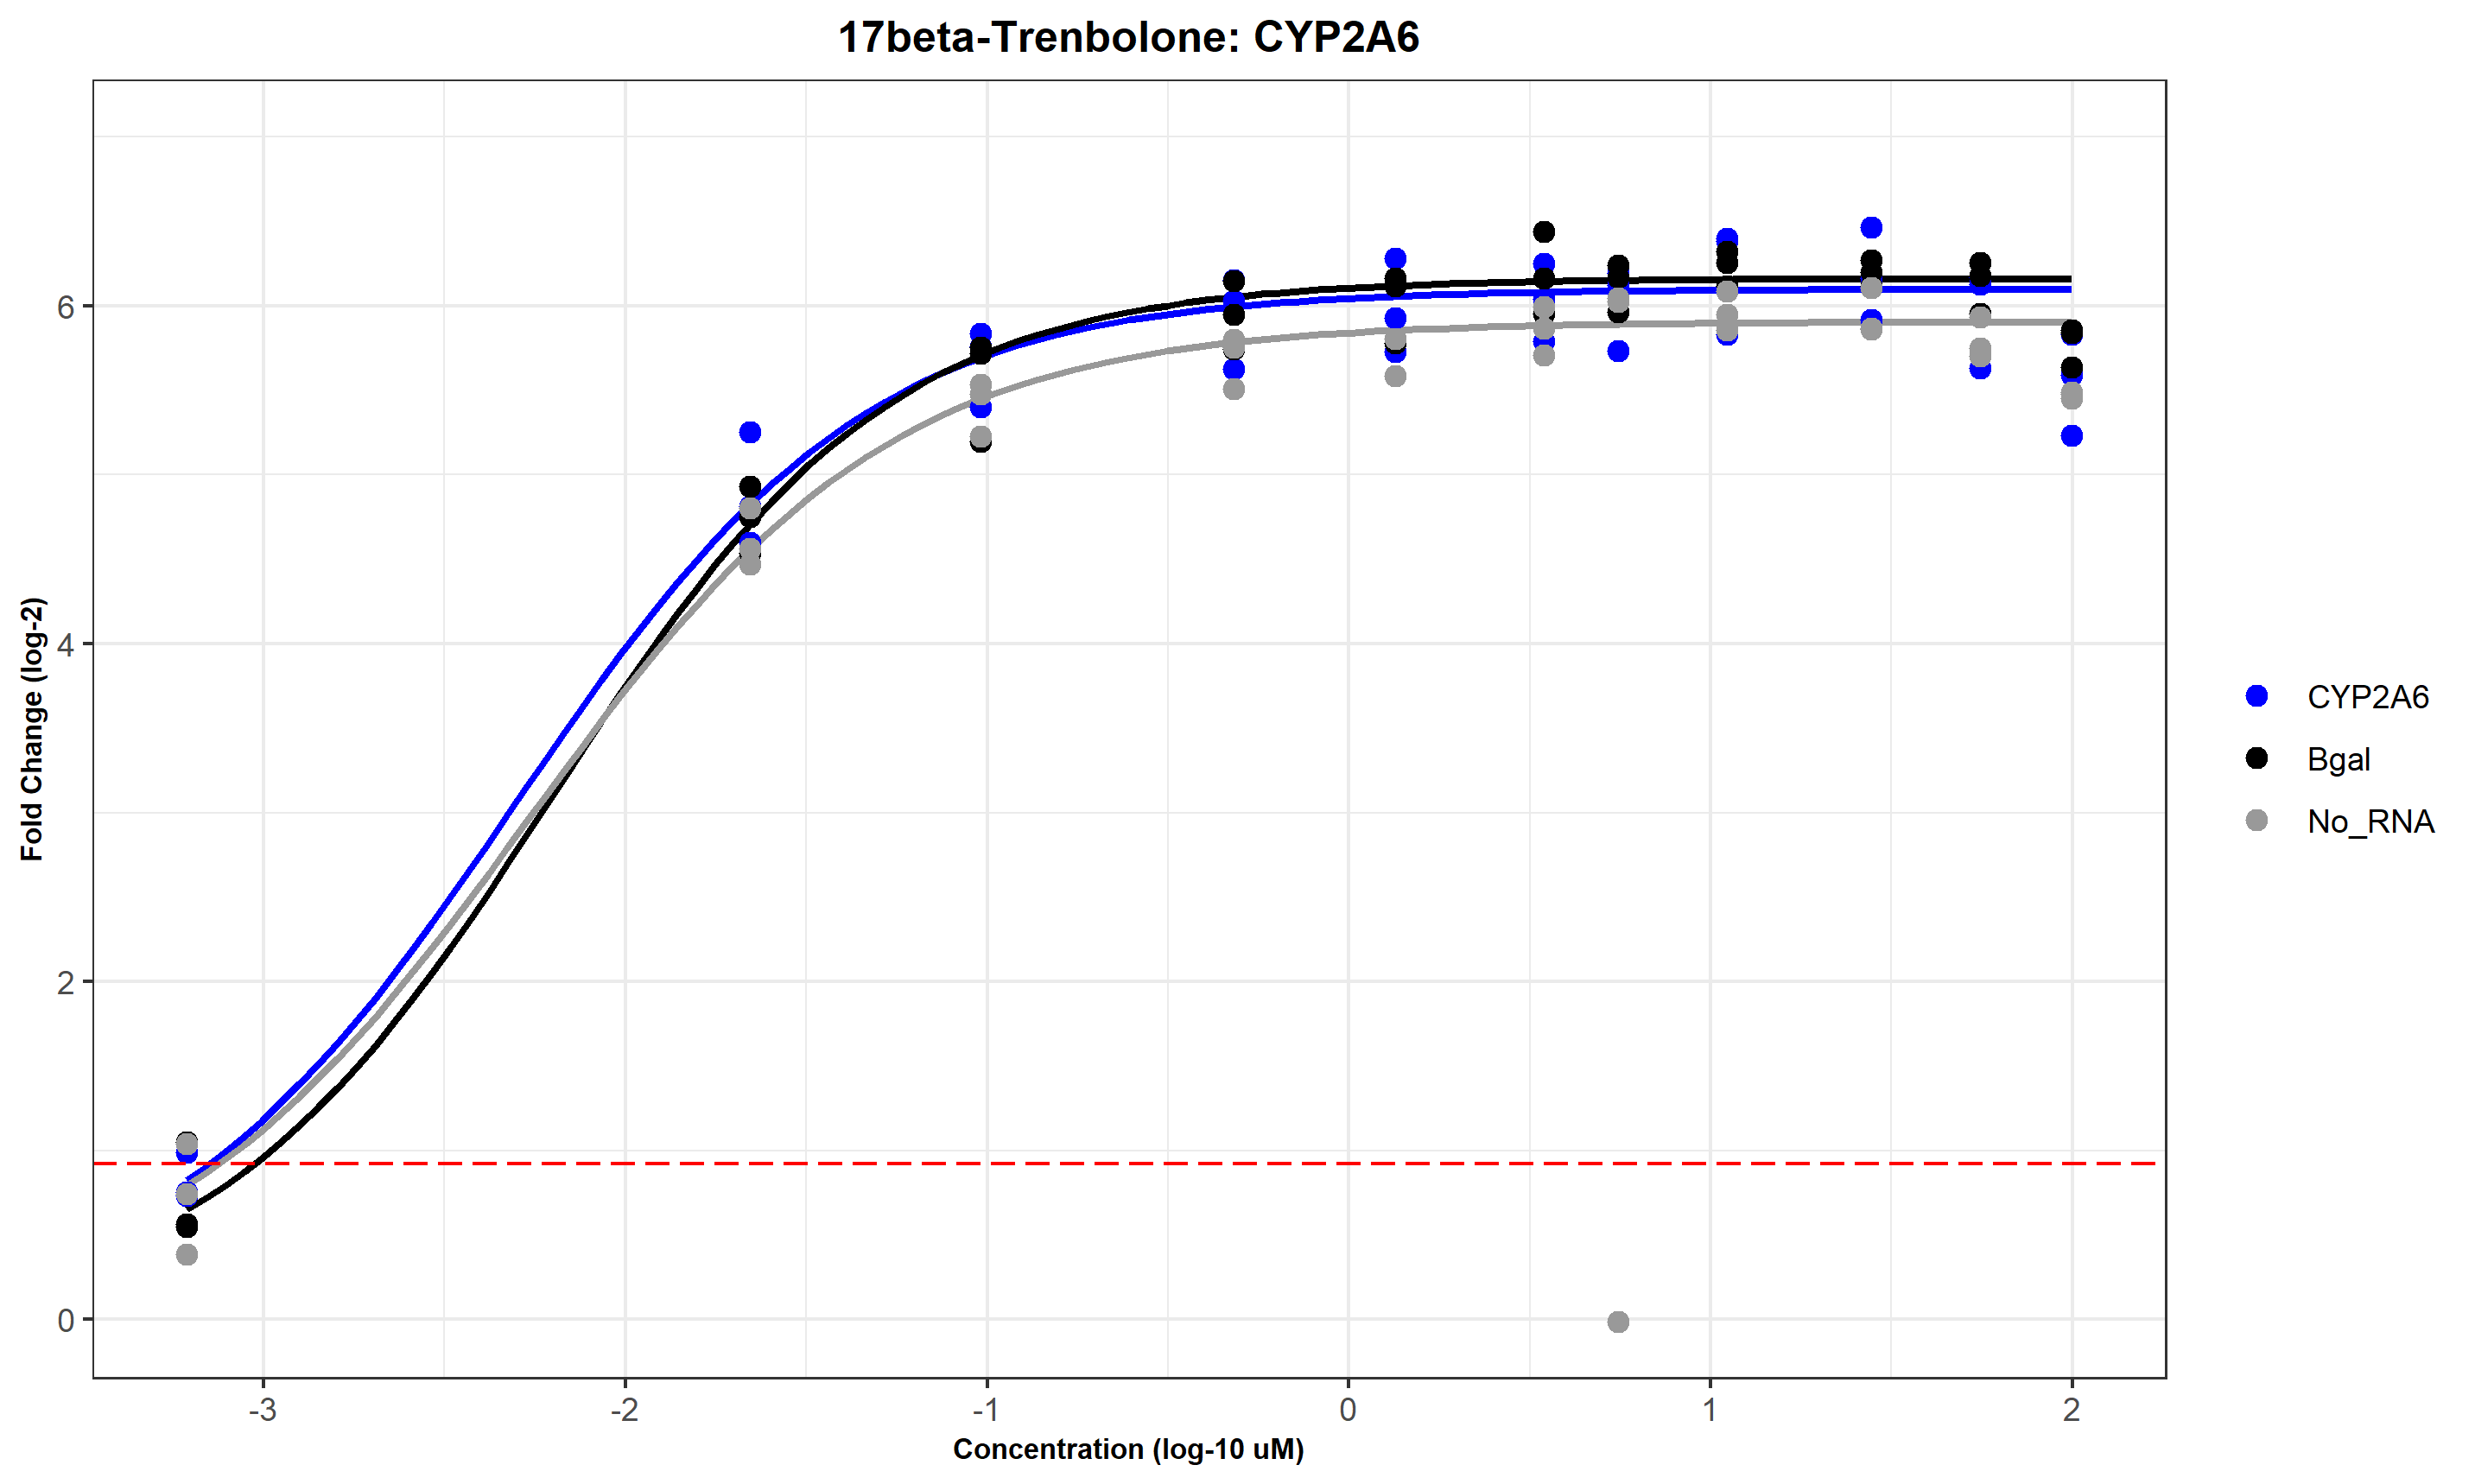 17beta-Trenbolone: CYP2A6
Fold Change (log-2)
6
4
2
0
-3 -2 -1 0 1 2
Concentration (log-10 uM)
CYP2A6
Bgal
No_RNA